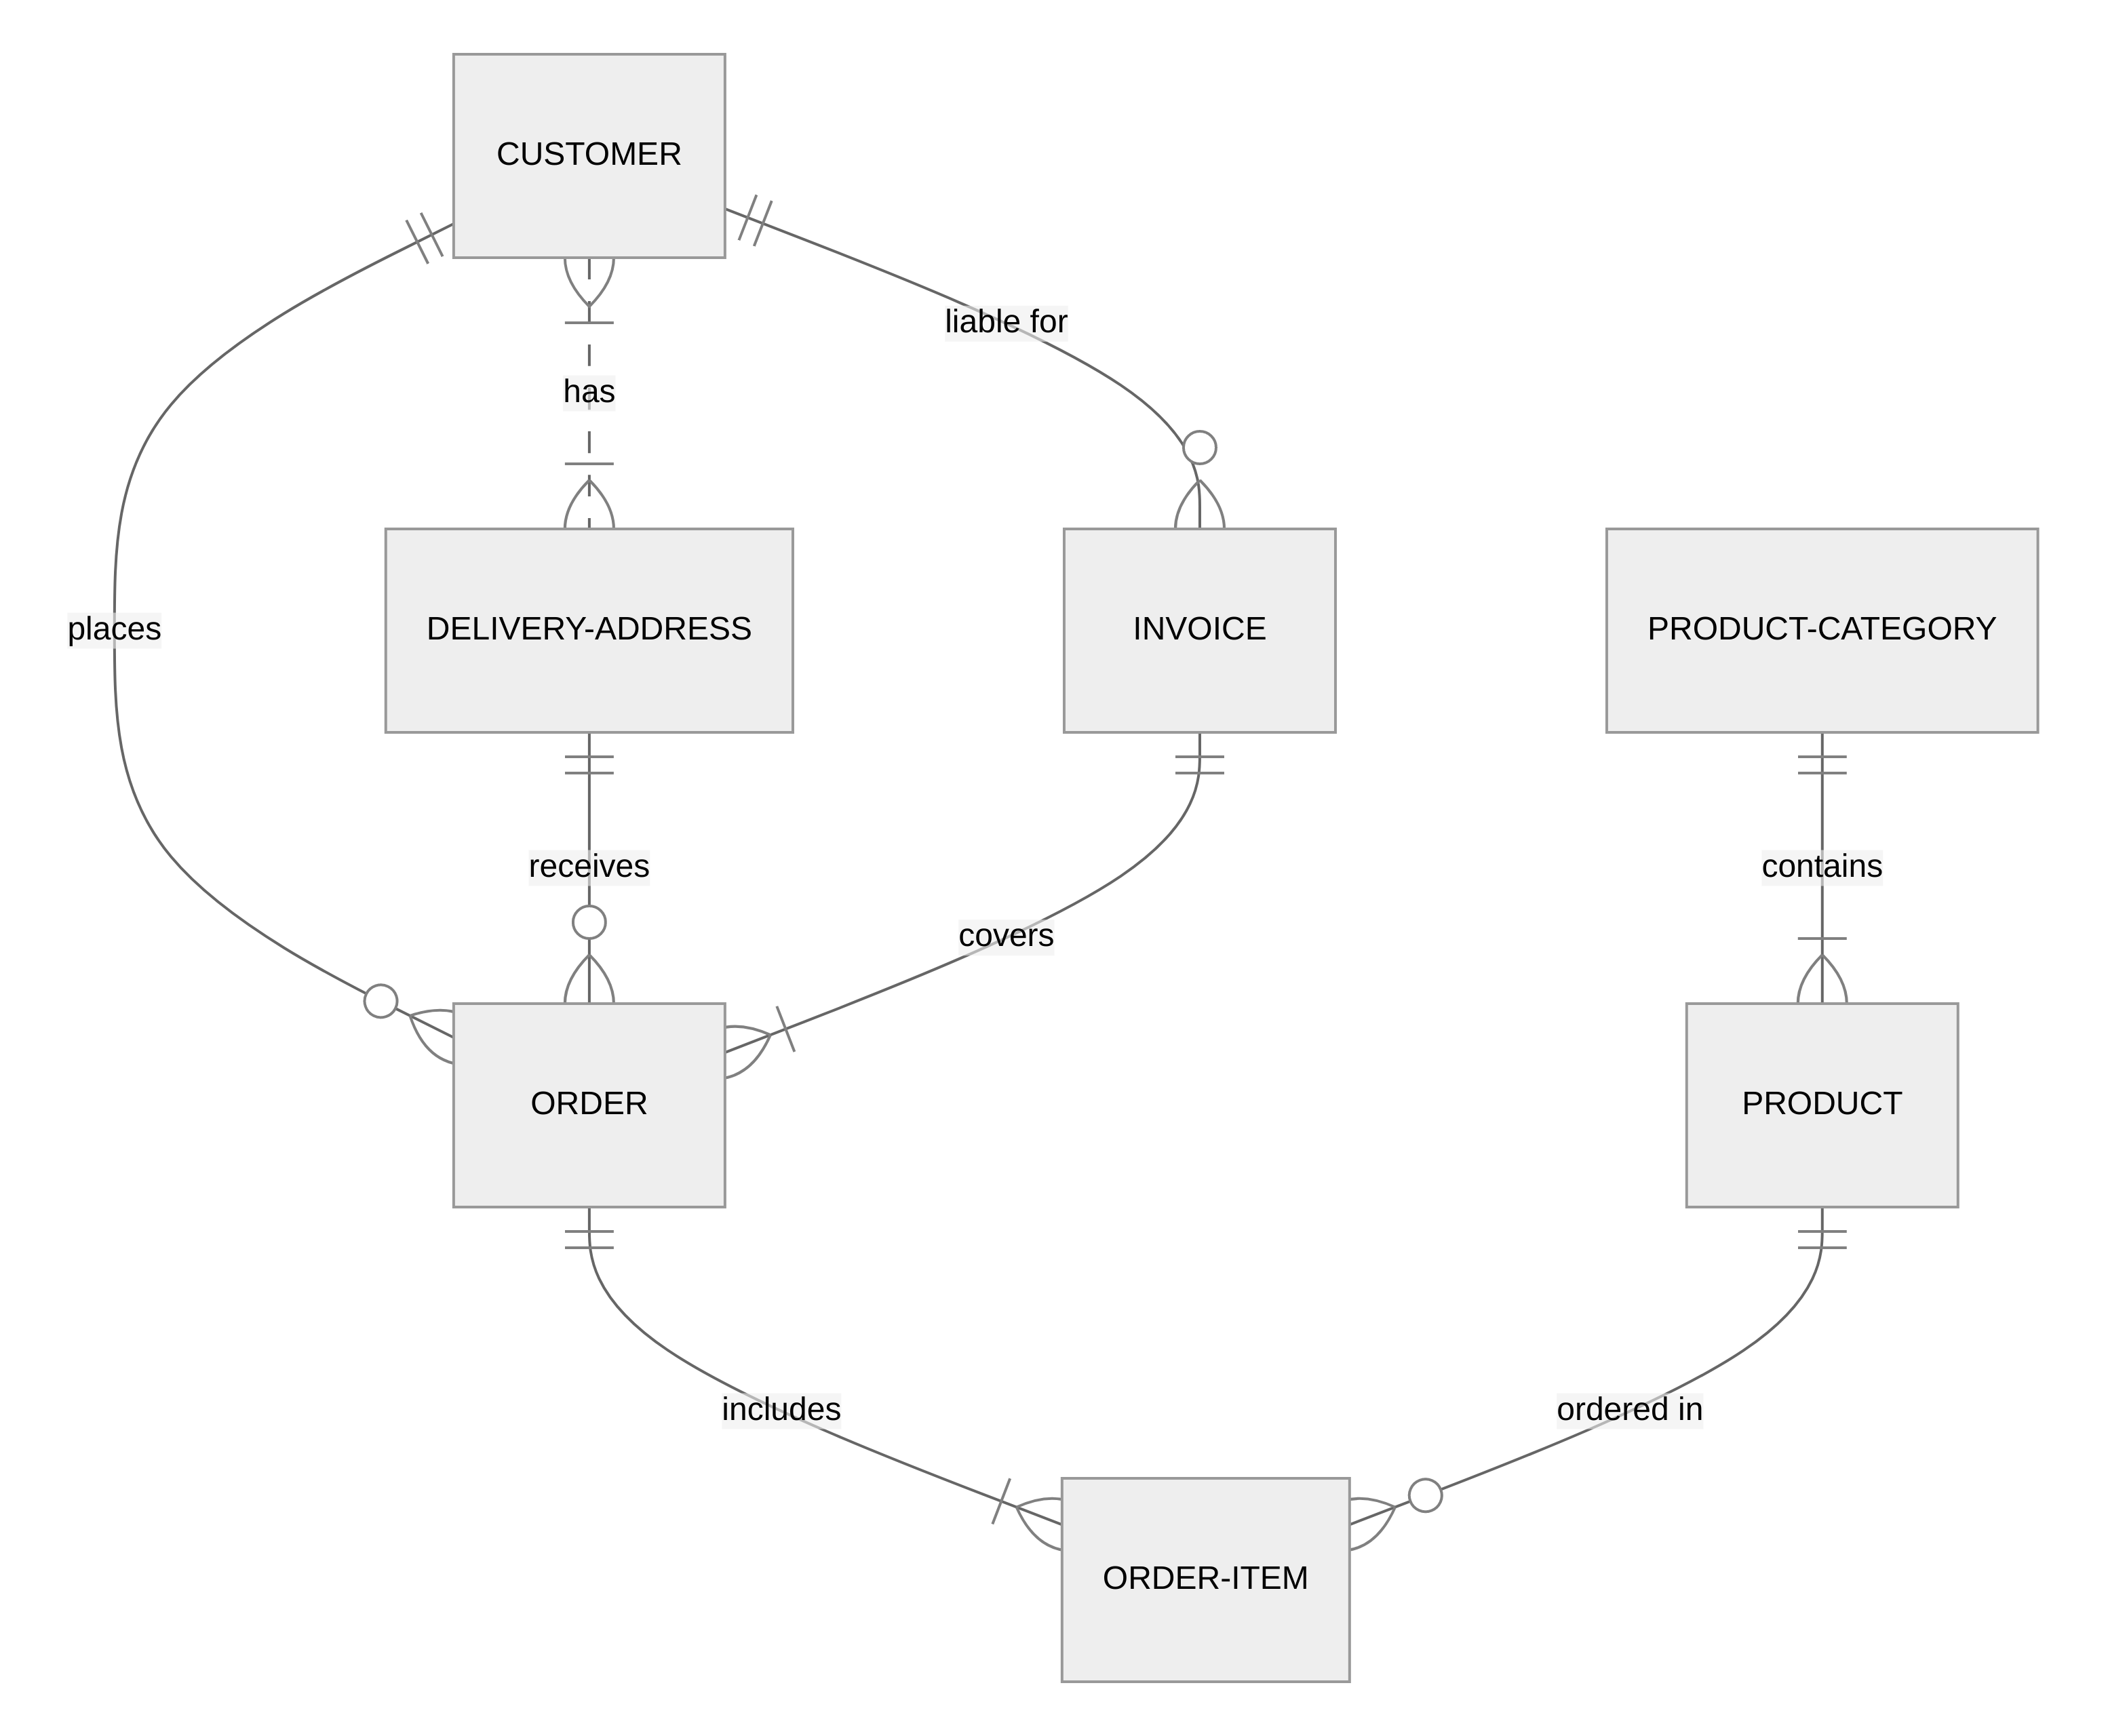 CUSTOMER
liable for
has
places
DELIVERY-ADDRESS
INVOICE
PRODUCT-CATEGORY
receives
contains
covers
ORDER
PRODUCT
includes
ordered in
ORDER-ITEM